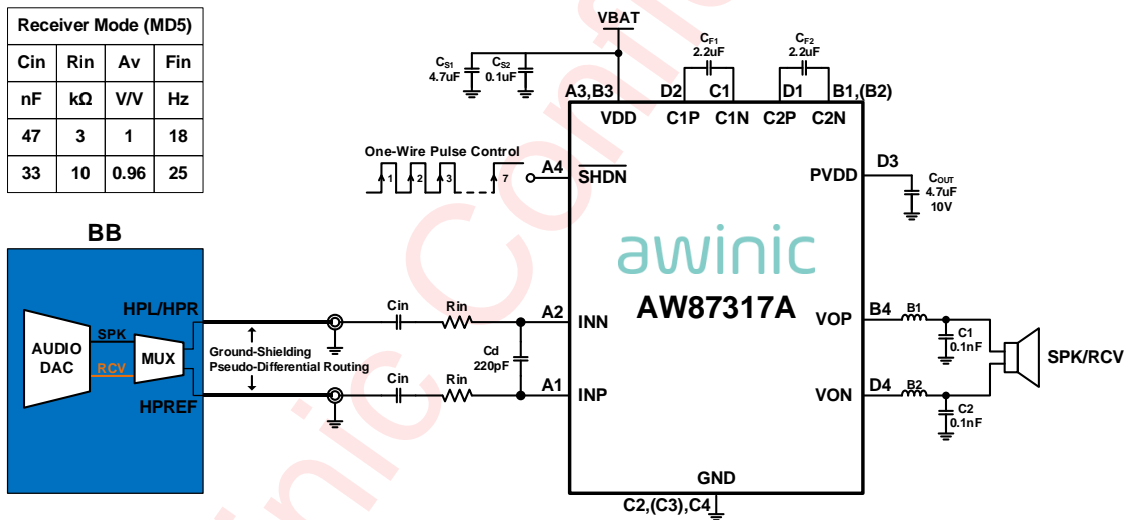 Receiver Mode (MD5)
Cin Rin Av Fin
nF kΩ V/V Hz
47 3 1 18
33 10 0.96 25
VBAT
CS1
4.7uF
CS2
0.1uF
CF1
2.2uF
CF2
2.2uF
A3,B3
D2
C1
D1
B1,(B2)
VDD
C1P
C1N
C2P
C2N
One-Wire Pulse Control
1 2 3 7
A4
SHDN
D3
PVDD
COUT
4.7uF
10V
awinic
AW87317A
BB
AUDIO
DAC
SPK
RCV
MUX
HPL/HPR
HPREF
Ground-Shielding
Pseudo-Differential Routing
Cin
Rin
Cd
220pF
Cin
Rin
A2
INN
A1
INP
VOP
B4
B1
C1
0.1nF
VON
D4
B2
C2
0.1nF
SPK/RCV
GND
C2,(C3),C4